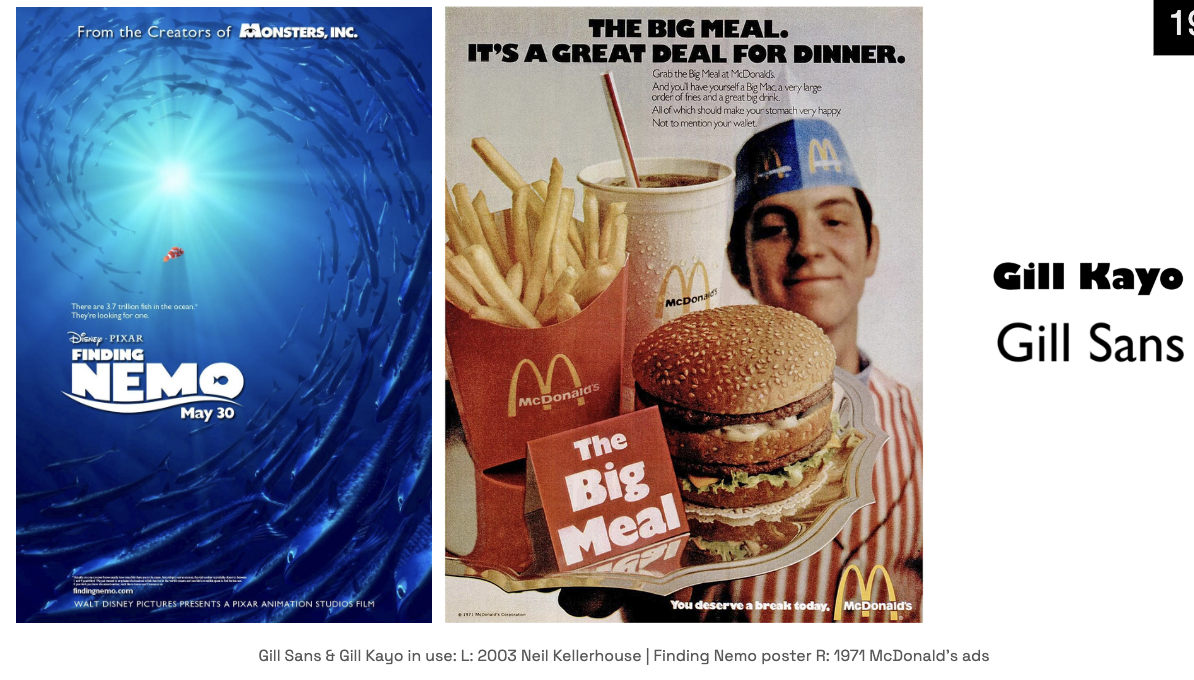 From the Creators of MONSTERS, INC.
There are 3.7 trillion fish in the ocean.*
They're looking for one.
DISNEY · PIXAR
FINDING
NEMO
May 30
findingnemo.com
WALT DISNEY PICTURES PRESENTS A PIXAR ANIMATION STUDIOS FILM
THE BIG MEAL.
IT'S A GREAT DEAL FOR DINNER.
Grab the Big Meal at McDonald's.
And you'll have yourself a Big Mac, a very large
order of fries and a great big drink.
All of which should make your stomach very happy.
Not to mention your wallet.
McDonald's
McDonald's
The
Big
Meal
You deserve a break today.
McDonald's
© 1971 McDonald's Corporation
19
Gill Kayo
Gill Sans
Gill Sans & Gill Kayo in use: L: 2003 Neil Kellerhouse | Finding Nemo poster R: 1971 McDonald's ads